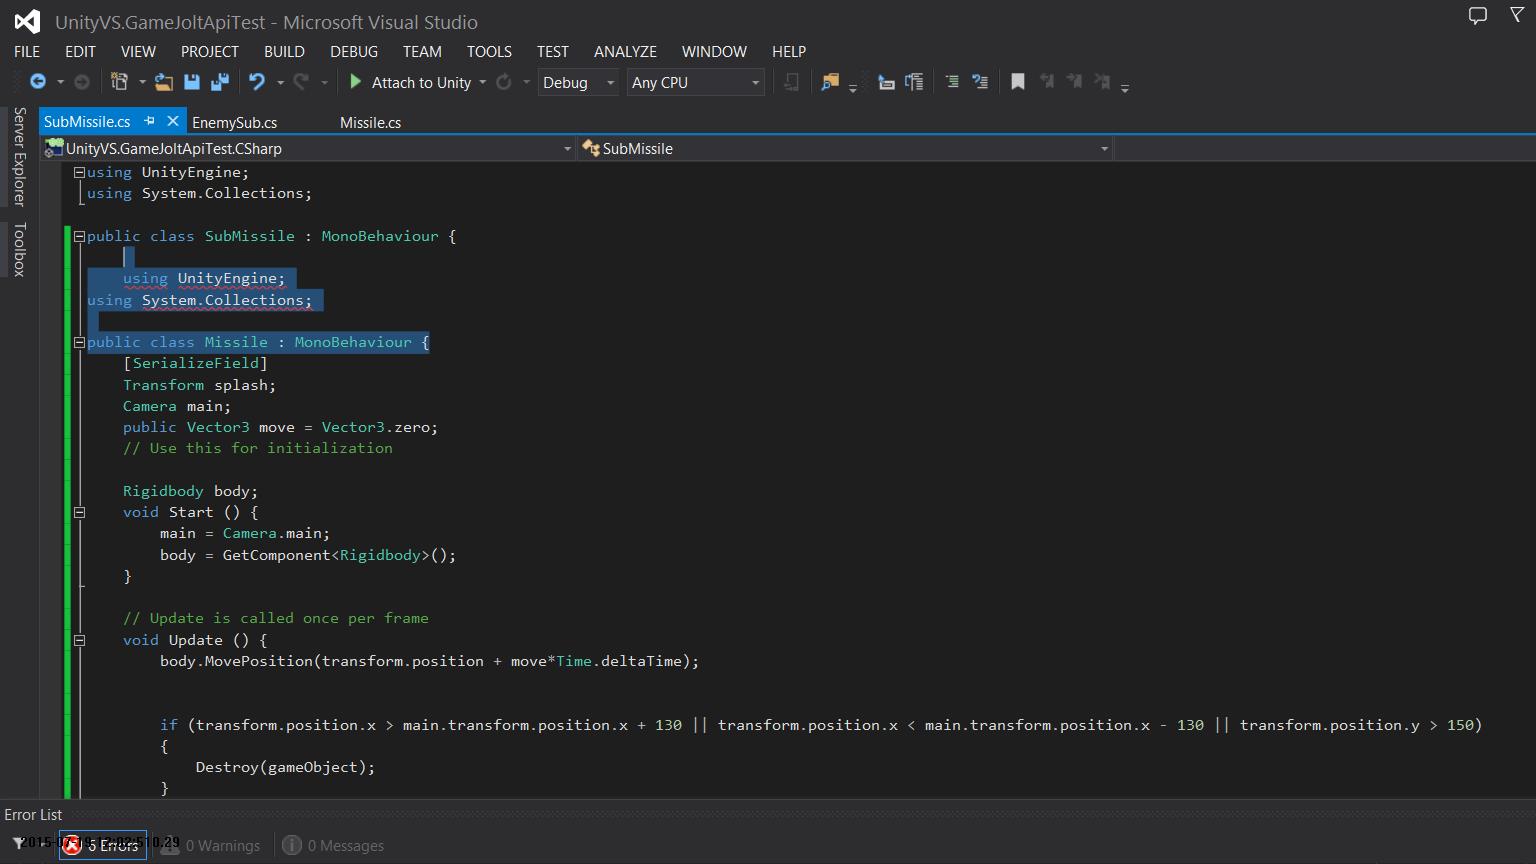 UnityVS.GameJoltApiTest - Microsoft Visual Studio
FILE EDIT VIEW PROJECT BUILD DEBUG TEAM TOOLS TEST ANALYZE WINDOW HELP
Attach to Unity Debug Any CPU
Server Explorer
Toolbox
SubMissile.cs EnemySub.cs Missile.cs
UnityVS.GameJoltApiTest.CSharp SubMissile
using UnityEngine;
using System.Collections;
public class SubMissile : MonoBehaviour {
using UnityEngine;
using System.Collections;
public class Missile : MonoBehaviour {
[SerializeField]
Transform splash;
Camera main;
public Vector3 move = Vector3.zero;
// Use this for initialization
Rigidbody body;
void Start () {
main = Camera.main;
body = GetComponent<Rigidbody>();
}
// Update is called once per frame
void Update () {
body.MovePosition(transform.position + move*Time.deltaTime);
if (transform.position.x > main.transform.position.x + 130 || transform.position.x < main.transform.position.x - 130 || transform.position.y > 150)
{
Destroy(gameObject);
}
Error List
6 Errors 0 Warnings 0 Messages